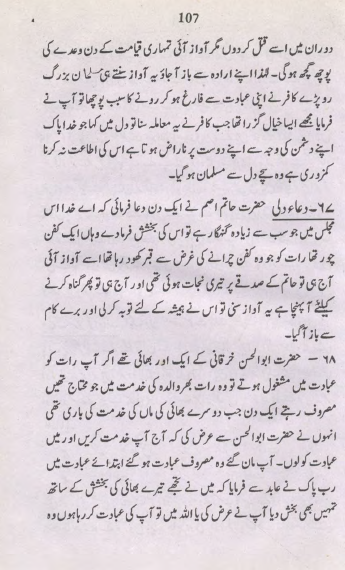 107
دوران میں اسے قتل کردوں مگر آواز آئی تمہاری قیامت کے دن وعدے کی
پوچھ گچھ ہوگی۔ لہٰذا اپنے ارادہ سے باز آجاؤ یہ آواز سنتے ہی مسلمان بزرگ
رو پڑے کافر نے اپنی عبادت سے فارغ ہو کر رونے کا سبب پوچھا تو آپ نے
فرمایا مجھے ایسا خیال گزرا تھا جب کافر نے یہ معاملہ سنا تو دل میں کہا جو خدا پاک
اپنے دشمن کی وجہ سے اپنے دوست پر ناراض ہوتا ہے اس کی اطاعت نہ کرنا
کمزوری ہے وہ سچے دل سے مسلمان ہو گیا۔
۶۷۔ دعاء ولی حضرت حاتم اصم نے ایک دن دعا فرمائی کہ اے خدا اس
مجلس میں جو سب سے زیادہ گنہگار ہے تو اس کی بخشش فرمادے وہاں ایک کفن
چور تھا رات کو جو وہ کفن چرانے کی غرض سے قبر کھود رہا تھا اسے آواز آئی
آج ہی تو حاتم کے صدقے پر تیری نجات ہوئی تھی اور آج ہی تو پھر گناہ کرنے
کیلئے آ پہنچا ہے یہ آواز سنی تو اس نے ہمیشہ کے لئے توبہ کرلی اور برے کام
سے باز آگیا۔
۶۸ – حضرت ابوالحسن خرقانی کے ایک اور بھائی تھے اگر آپ رات کو
عبادت میں مشغول ہوتے تو وہ رات بھر والدہ کی خدمت میں جو محتاج تھیں
مصروف رہتے ایک دن جب دوسرے بھائی کی ماں کی خدمت کی باری تھی
انہوں نے حضرت ابوالحسن سے عرض کی کہ آج آپ خدمت کریں اور میں
عبادت کولوں۔ آپ مان گئے وہ مصروف عبادت ہو گئے ابتدائے عبادت میں
رب پاک نے عابد سے فرمایا کہ میں نے تجھے تیرے بھائی کی بخشش کے ساتھ
تمہیں بھی بخش دیا آپ نے عرض کی یا اللہ میں تو آپ کی عبادت کر رہا ہوں وہ